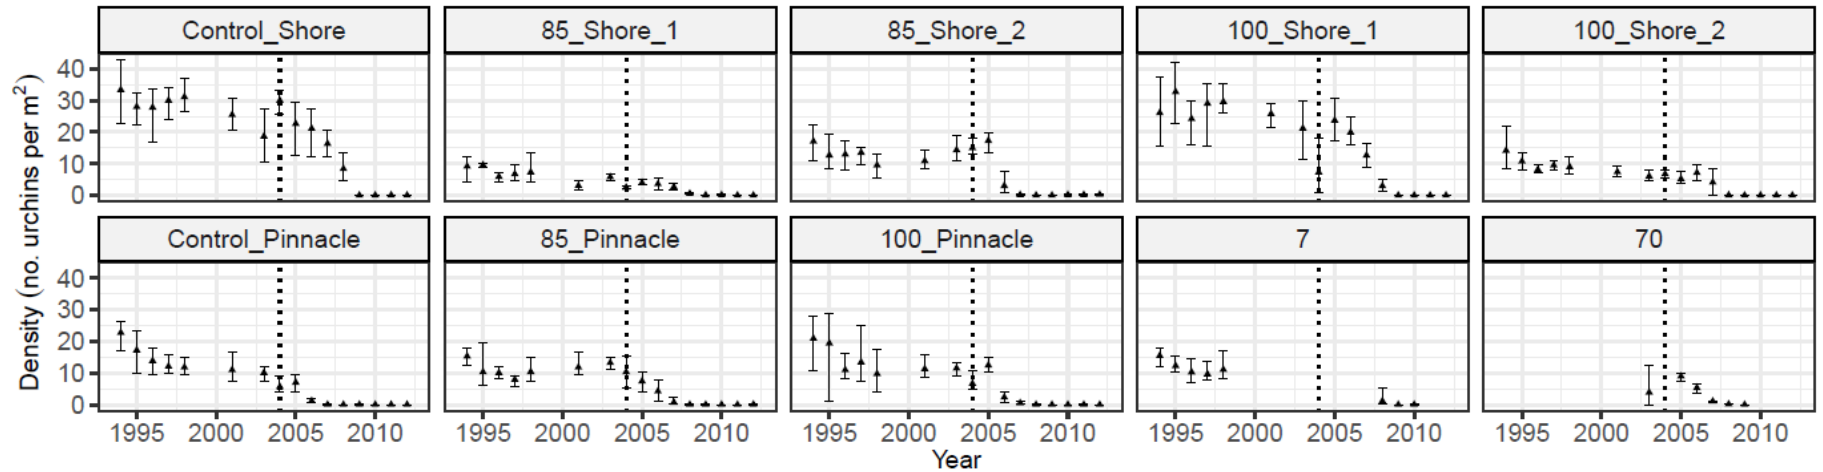 Control_Shore 85_Shore_1 85_Shore_2 100_Shore_1 100_Shore_2
40
30
20
10
0
Control_Pinnacle 85_Pinnacle 100_Pinnacle 7 70
40
30
20
10
0
1995 2000 2005 2010 1995 2000 2005 2010 1995 2000 2005 2010 1995 2000 2005 2010 1995 2000 2005 2010
Year
Density (no. urchins per m²)